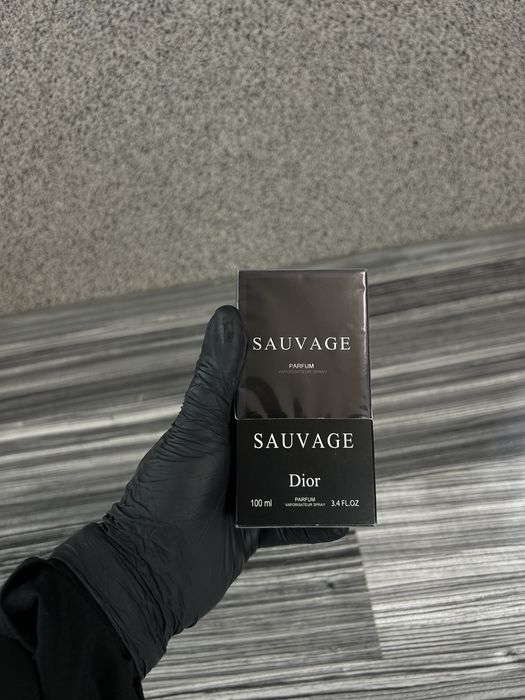 SAUVAGE
PARFUM
VAPORISATEUR SPRAY
SAUVAGE
Dior
100 ml PARFUM 3.4 FL.OZ
VAPORISATEUR SPRAY